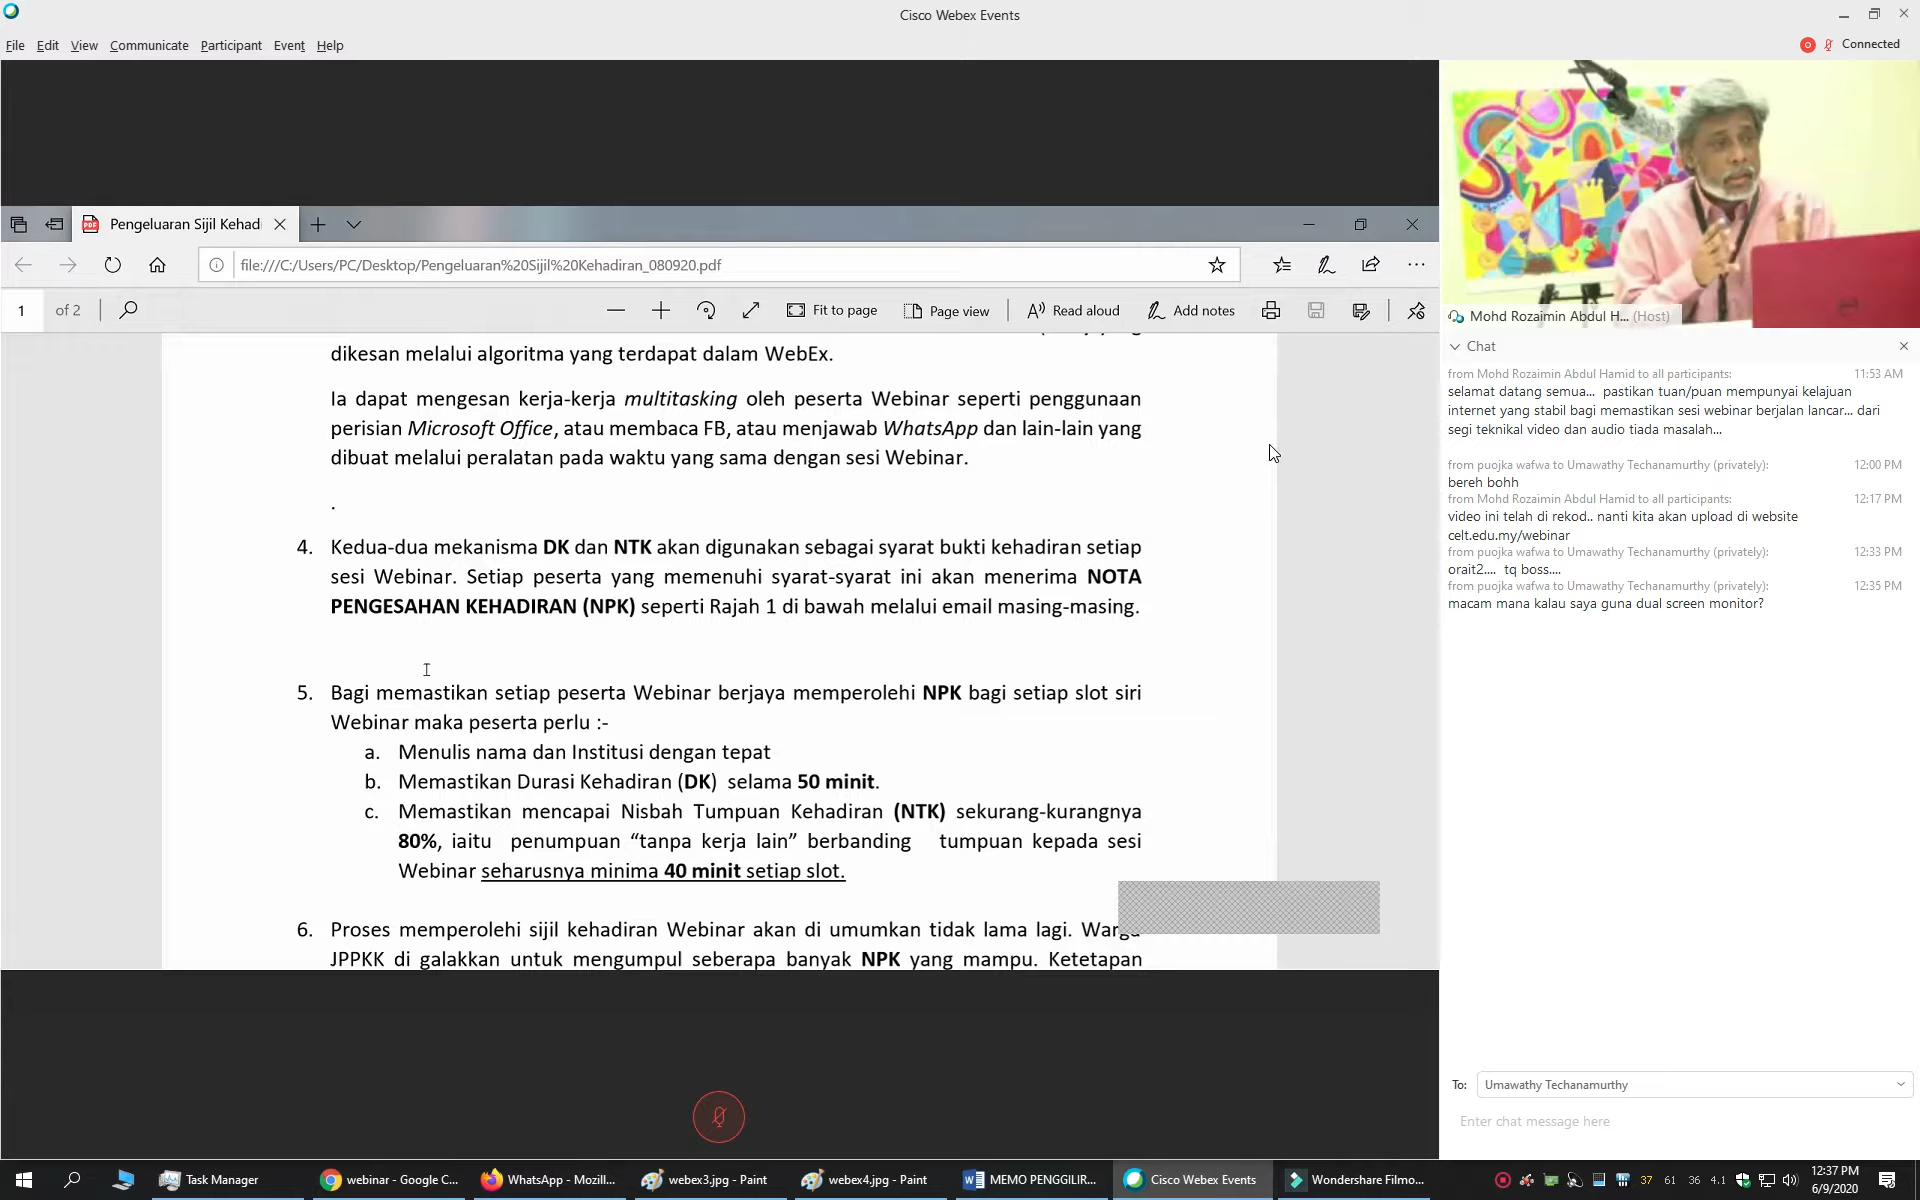 Cisco Webex Events
File Edit View Communicate Participant Event Help
Connected
Pengeluaran Sijil Kehad
file:///C:/Users/PC/Desktop/Pengeluaran%20Sijil%20Kehadiran_080920.pdf
1 of 2
Fit to page Page view Read aloud Add notes
dikesan melalui algoritma yang terdapat dalam WebEx.
Ia dapat mengesan kerja-kerja multitasking oleh peserta Webinar seperti penggunaan
perisian Microsoft Office, atau membaca FB, atau menjawab WhatsApp dan lain-lain yang
dibuat melalui peralatan pada waktu yang sama dengan sesi Webinar.
.
4. Kedua-dua mekanisma DK dan NTK akan digunakan sebagai syarat bukti kehadiran setiap
sesi Webinar. Setiap peserta yang memenuhi syarat-syarat ini akan menerima NOTA
PENGESAHAN KEHADIRAN (NPK) seperti Rajah 1 di bawah melalui email masing-masing.
5. Bagi memastikan setiap peserta Webinar berjaya memperolehi NPK bagi setiap slot siri
Webinar maka peserta perlu :-
a. Menulis nama dan Institusi dengan tepat
b. Memastikan Durasi Kehadiran (DK) selama 50 minit.
c. Memastikan mencapai Nisbah Tumpuan Kehadiran (NTK) sekurang-kurangnya
80%, iaitu penumpuan “tanpa kerja lain” berbanding tumpuan kepada sesi
Webinar seharusnya minima 40 minit setiap slot.
6. Proses memperolehi sijil kehadiran Webinar akan di umumkan tidak lama lagi. Warga
JPPKK di galakkan untuk mengumpul seberapa banyak NPK yang mampu. Ketetapan
Mohd Rozaimin Abdul H... (Host)
Chat
from Mohd Rozaimin Abdul Hamid to all participants: 11:53 AM
selamat datang semua... pastikan tuan/puan mempunyai kelajuan
internet yang stabil bagi memastikan sesi webinar berjalan lancar... dari
segi teknikal video dan audio tiada masalah...
from puojka wafwa to Umawathy Techanamurthy (privately): 12:00 PM
bereh bohh
from Mohd Rozaimin Abdul Hamid to all participants: 12:17 PM
video ini telah di rekod.. nanti kita akan upload di website
celt.edu.my/webinar
from puojka wafwa to Umawathy Techanamurthy (privately): 12:33 PM
orait2.... tq boss....
from puojka wafwa to Umawathy Techanamurthy (privately): 12:35 PM
macam mana kalau saya guna dual screen monitor?
To: Umawathy Techanamurthy
Enter chat message here
Task Manager webinar - Google C... WhatsApp - Mozill... webex3.jpg - Paint webex4.jpg - Paint MEMO PENGGILIR... Cisco Webex Events Wondershare Filmo... 37 61 36 4.1 12:37 PM
6/9/2020